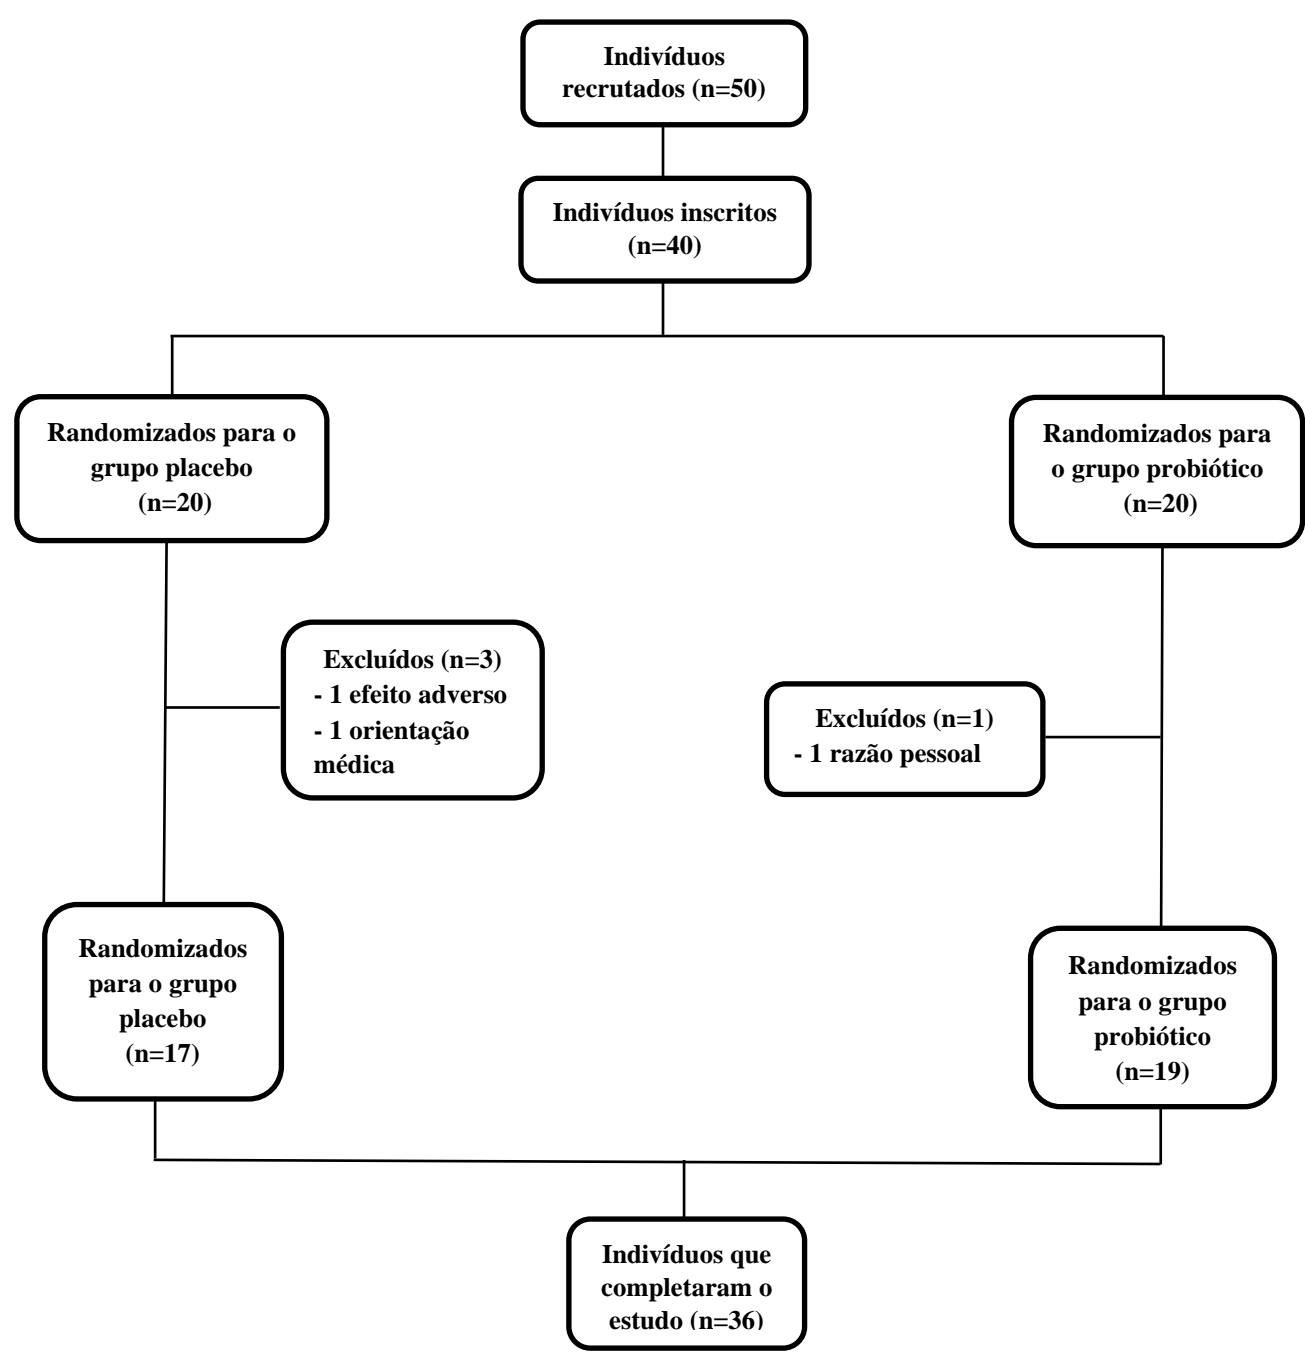 Indivíduos
recrutados (n=50)
Indivíduos inscritos
(n=40)
Randomizados para o
grupo placebo
(n=20)
Randomizados para
o grupo probiótico
(n=20)
Excluídos (n=3)
- 1 efeito adverso
- 1 orientação
médica
Excluídos (n=1)
- 1 razão pessoal
Randomizados
para o grupo
placebo
(n=17)
Randomizados
para o grupo
probiótico
(n=19)
Indivíduos que
completaram o
estudo (n=36)